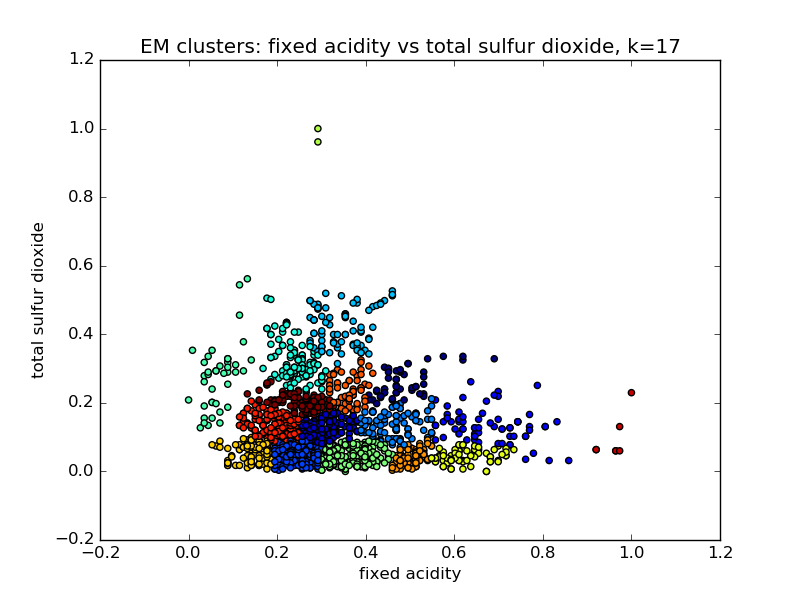 EM clusters: fixed acidity vs total sulfur dioxide, k=17
1.2
1.0
0.8
0.6
0.4
0.2
0.0
−0.2
total sulfur dioxide
−0.2 0.0 0.2 0.4 0.6 0.8 1.0 1.2
fixed acidity